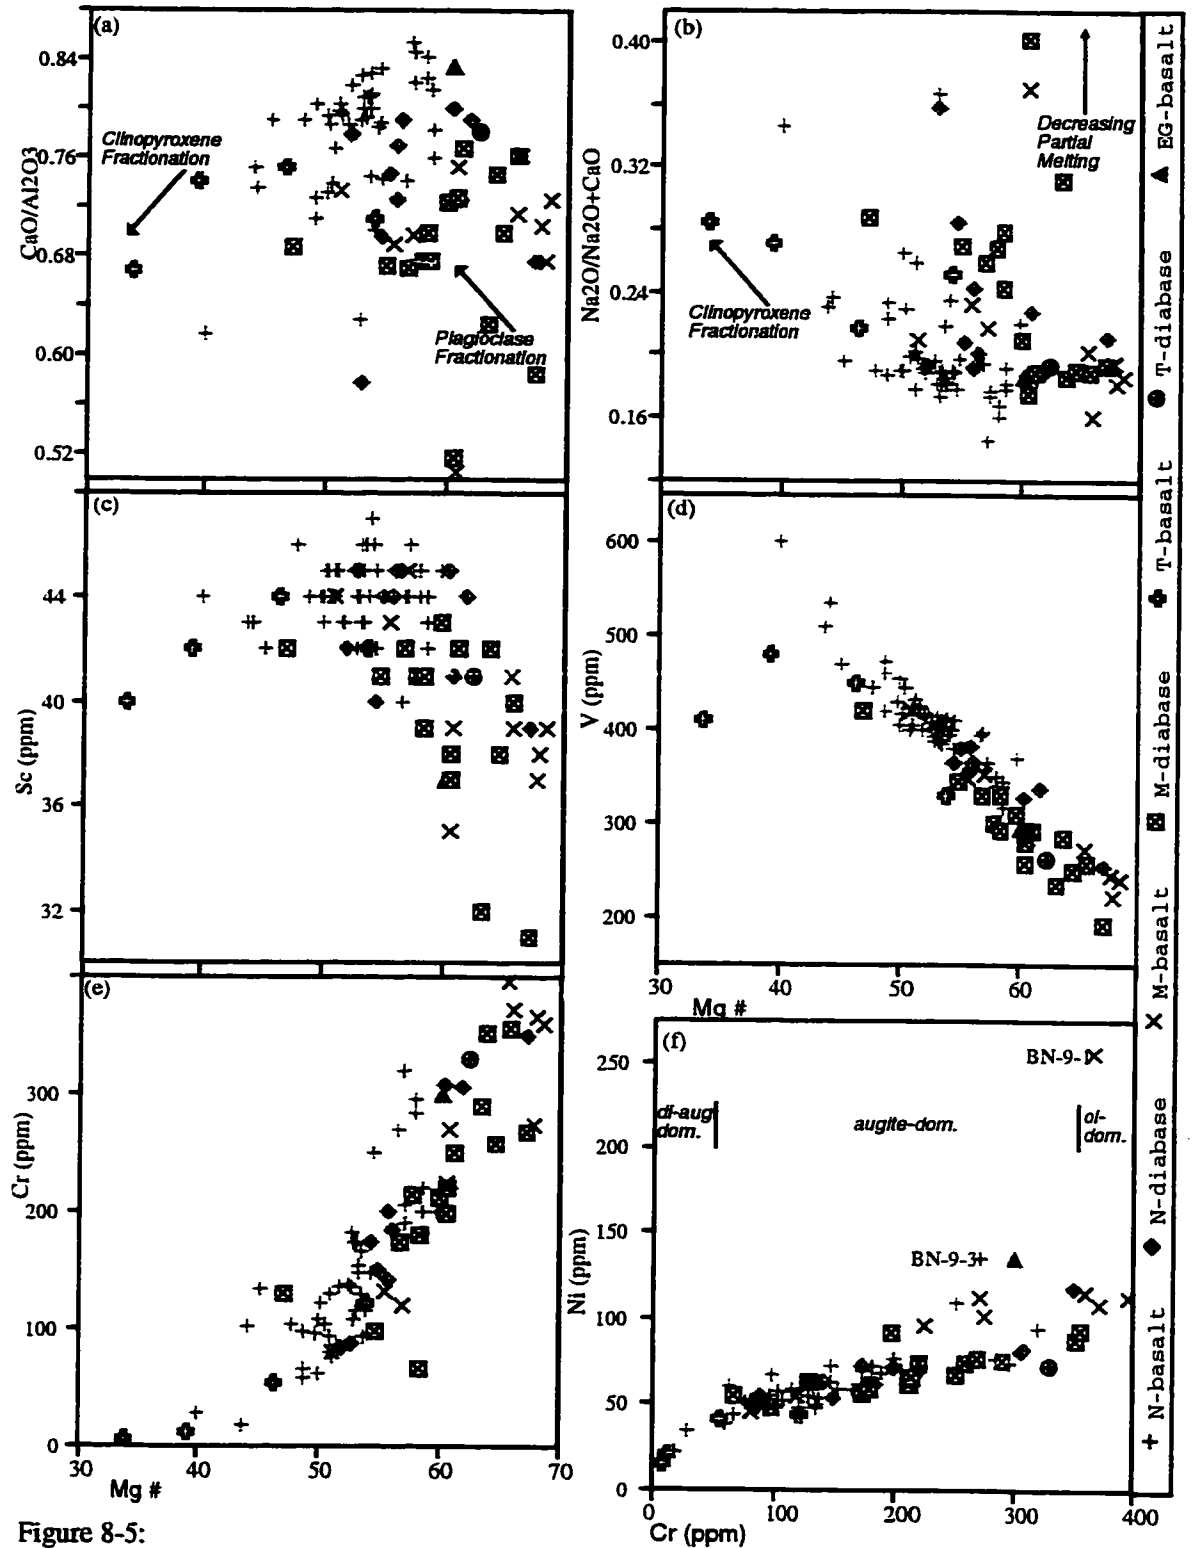 (a)
0.84
0.76
0.68
0.60
0.52
CaO/Al2O3
Clinopyroxene
Fractionation
Plagioclase
Fractionation
(b)
0.40
0.32
0.24
0.16
Na2O/Na2O+CaO
Decreasing
Partial
Melting
Clinopyroxene
Fractionation
(c)
44
40
36
32
Sc (ppm)
(d)
600
500
400
300
200
V (ppm)
30
40
50
60
Mg #
(e)
300
200
100
0
Cr (ppm)
30
40
50
60
70
Mg #
(f)
250
200
150
100
50
0
Ni (ppm)
BN-9-1
di-aug
dom.
augite-dom.
ol-
dom.
BN-9-3
0
100
200
300
400
Cr (ppm)
N-basalt
N-diabase
M-basalt
M-diabase
T-basalt
T-diabase
EG-basalt
Figure 8-5: